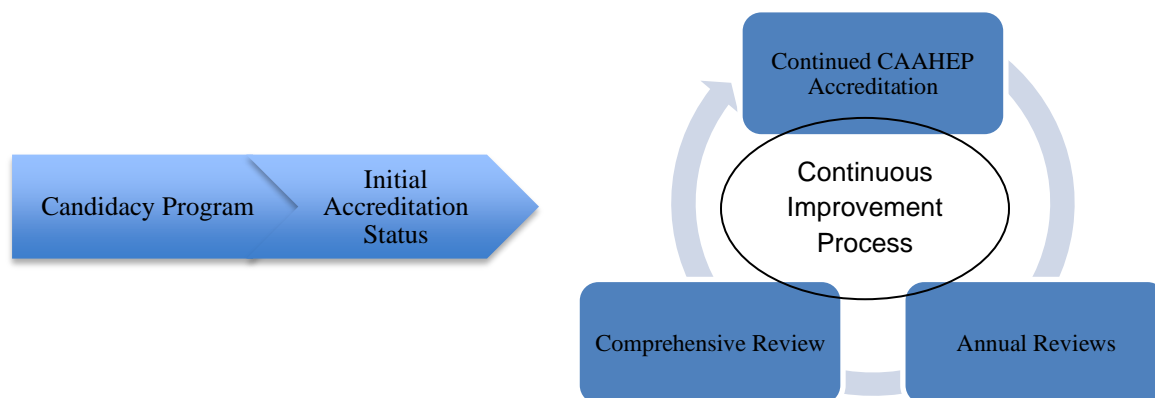 Candidacy Program
Initial
Accreditation
Status
Continued CAAHEP
Accreditation
Continuous
Improvement
Process
Comprehensive Review
Annual Reviews